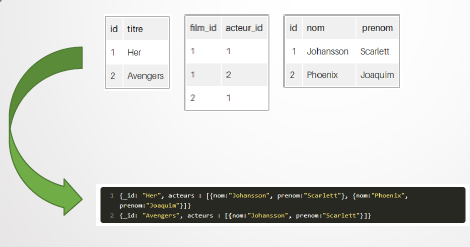 id titre
1 Her
2 Avengers
film_id acteur_id
1 1
1 2
2 1
id nom prenom
1 Johansson Scarlett
2 Phoenix Joaquim
1 {_id: "Her", acteurs : [{nom:"Johansson", prenom:"Scarlett"}, {nom:"Phoenix",
prenom:"Joaquim"}]}
2 {_id: "Avengers", acteurs : [{nom:"Johansson", prenom:"Scarlett"}]}